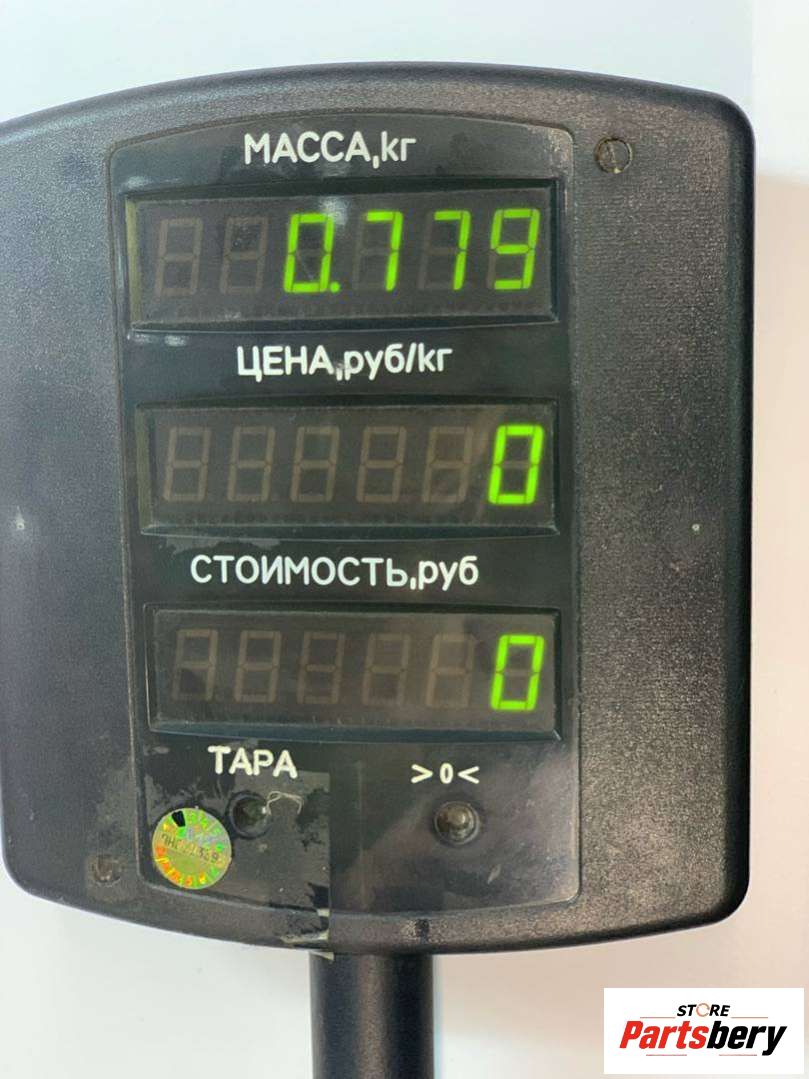 МАССА,кг
0.779
ЦЕНА,руб/кг
0
СТОИМОСТЬ,руб
0
ТАРА >0<
STORE
Partsbery